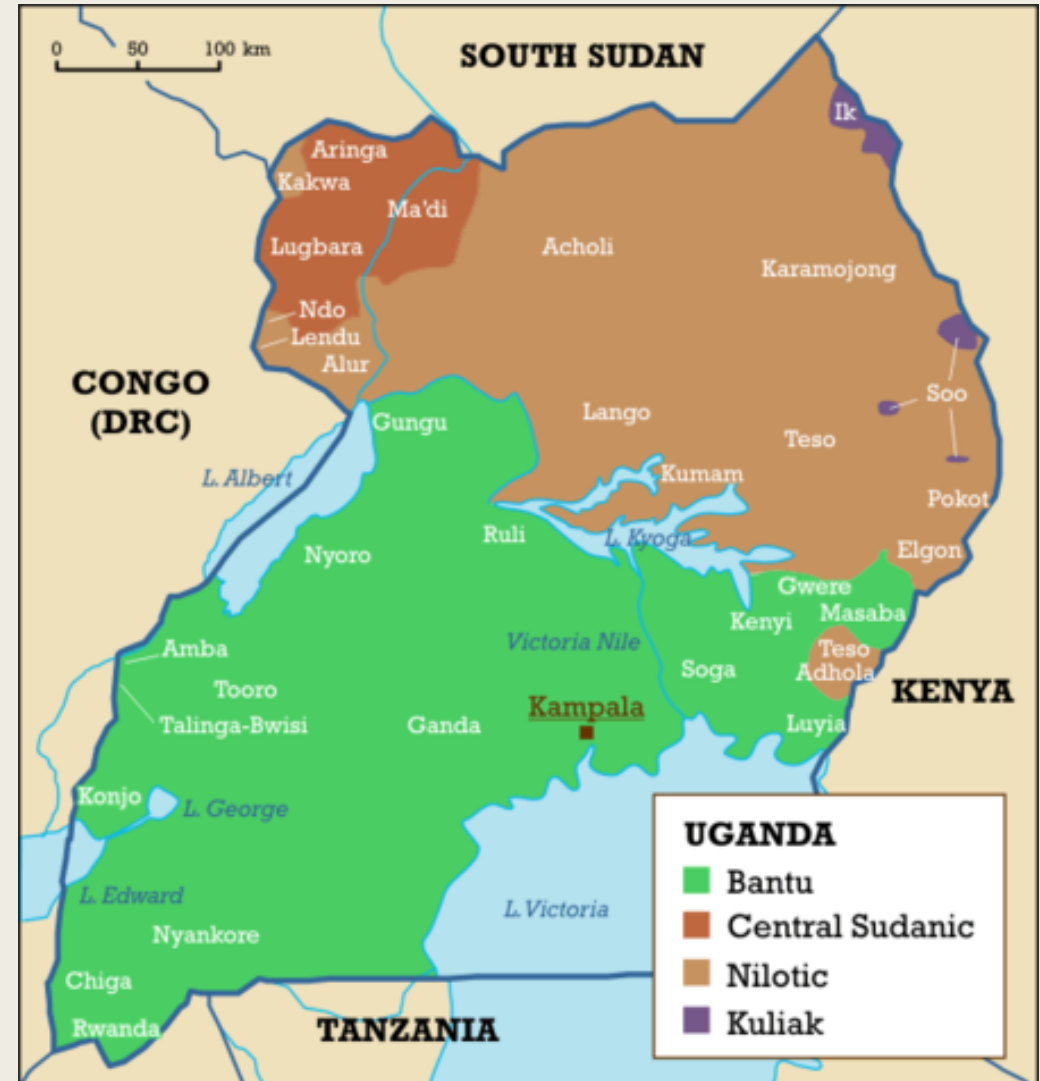 0 50 100 km
SOUTH SUDAN
Ik
Aringa
Kakwa
Ma'di
Lugbara
Acholi
Karamojong
Ndo
Lendu
Alur
CONGO
(DRC)
Soo
Gungu
Lango
Teso
L. Albert
Kumam
Pokot
Ruli
L. Kyoga
Nyoro
Elgon
Gwere
Kenyi
Masaba
Amba
Victoria Nile
Teso
Adhola
Soga
Tooro
KENYA
Talinga-Bwisi
Ganda
Kampala
Luyia
Konjo
L. George
L. Edward
L. Victoria
Nyankore
Chiga
Rwanda
TANZANIA
UGANDA
Bantu
Central Sudanic
Nilotic
Kuliak